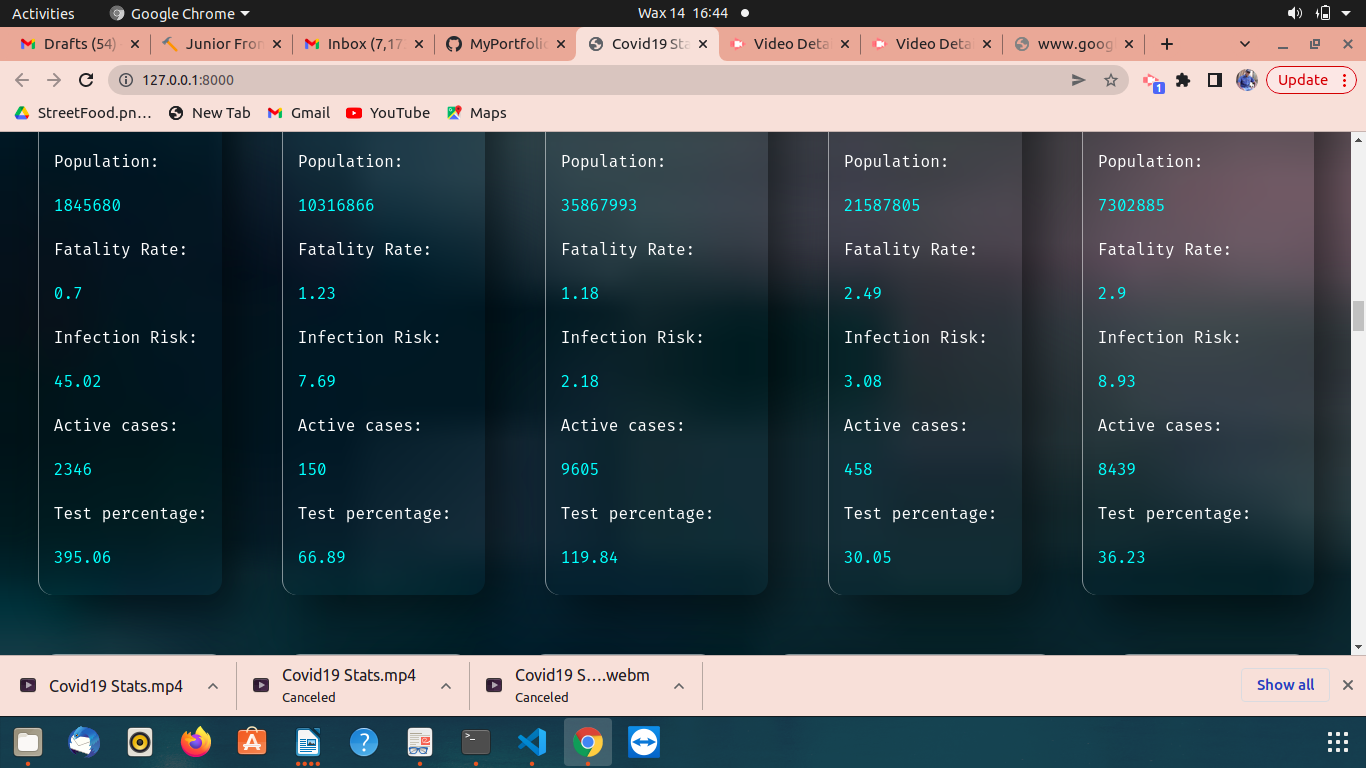 Activities
Google Chrome
Wax 14 16:44
Drafts (54)
Junior Fron
Inbox (7,17
MyPortfolio
Covid19 Sta
Video Deta
Video Deta
www.goog
127.0.0.1:8000
1
Update
StreetFood.pn…
New Tab
Gmail
YouTube
Maps
Population: Population: Population: Population: Population:
1845680 10316866 35867993 21587805 7302885
Fatality Rate: Fatality Rate: Fatality Rate: Fatality Rate: Fatality Rate:
0.7 1.23 1.18 2.49 2.9
Infection Risk: Infection Risk: Infection Risk: Infection Risk: Infection Risk:
45.02 7.69 2.18 3.08 8.93
Active cases: Active cases: Active cases: Active cases: Active cases:
2346 150 9605 458 8439
Test percentage: Test percentage: Test percentage: Test percentage: Test percentage:
395.06 66.89 119.84 30.05 36.23
Covid19 Stats.mp4
Covid19 Stats.mp4
Canceled
Covid19 S….webm
Canceled
Show all